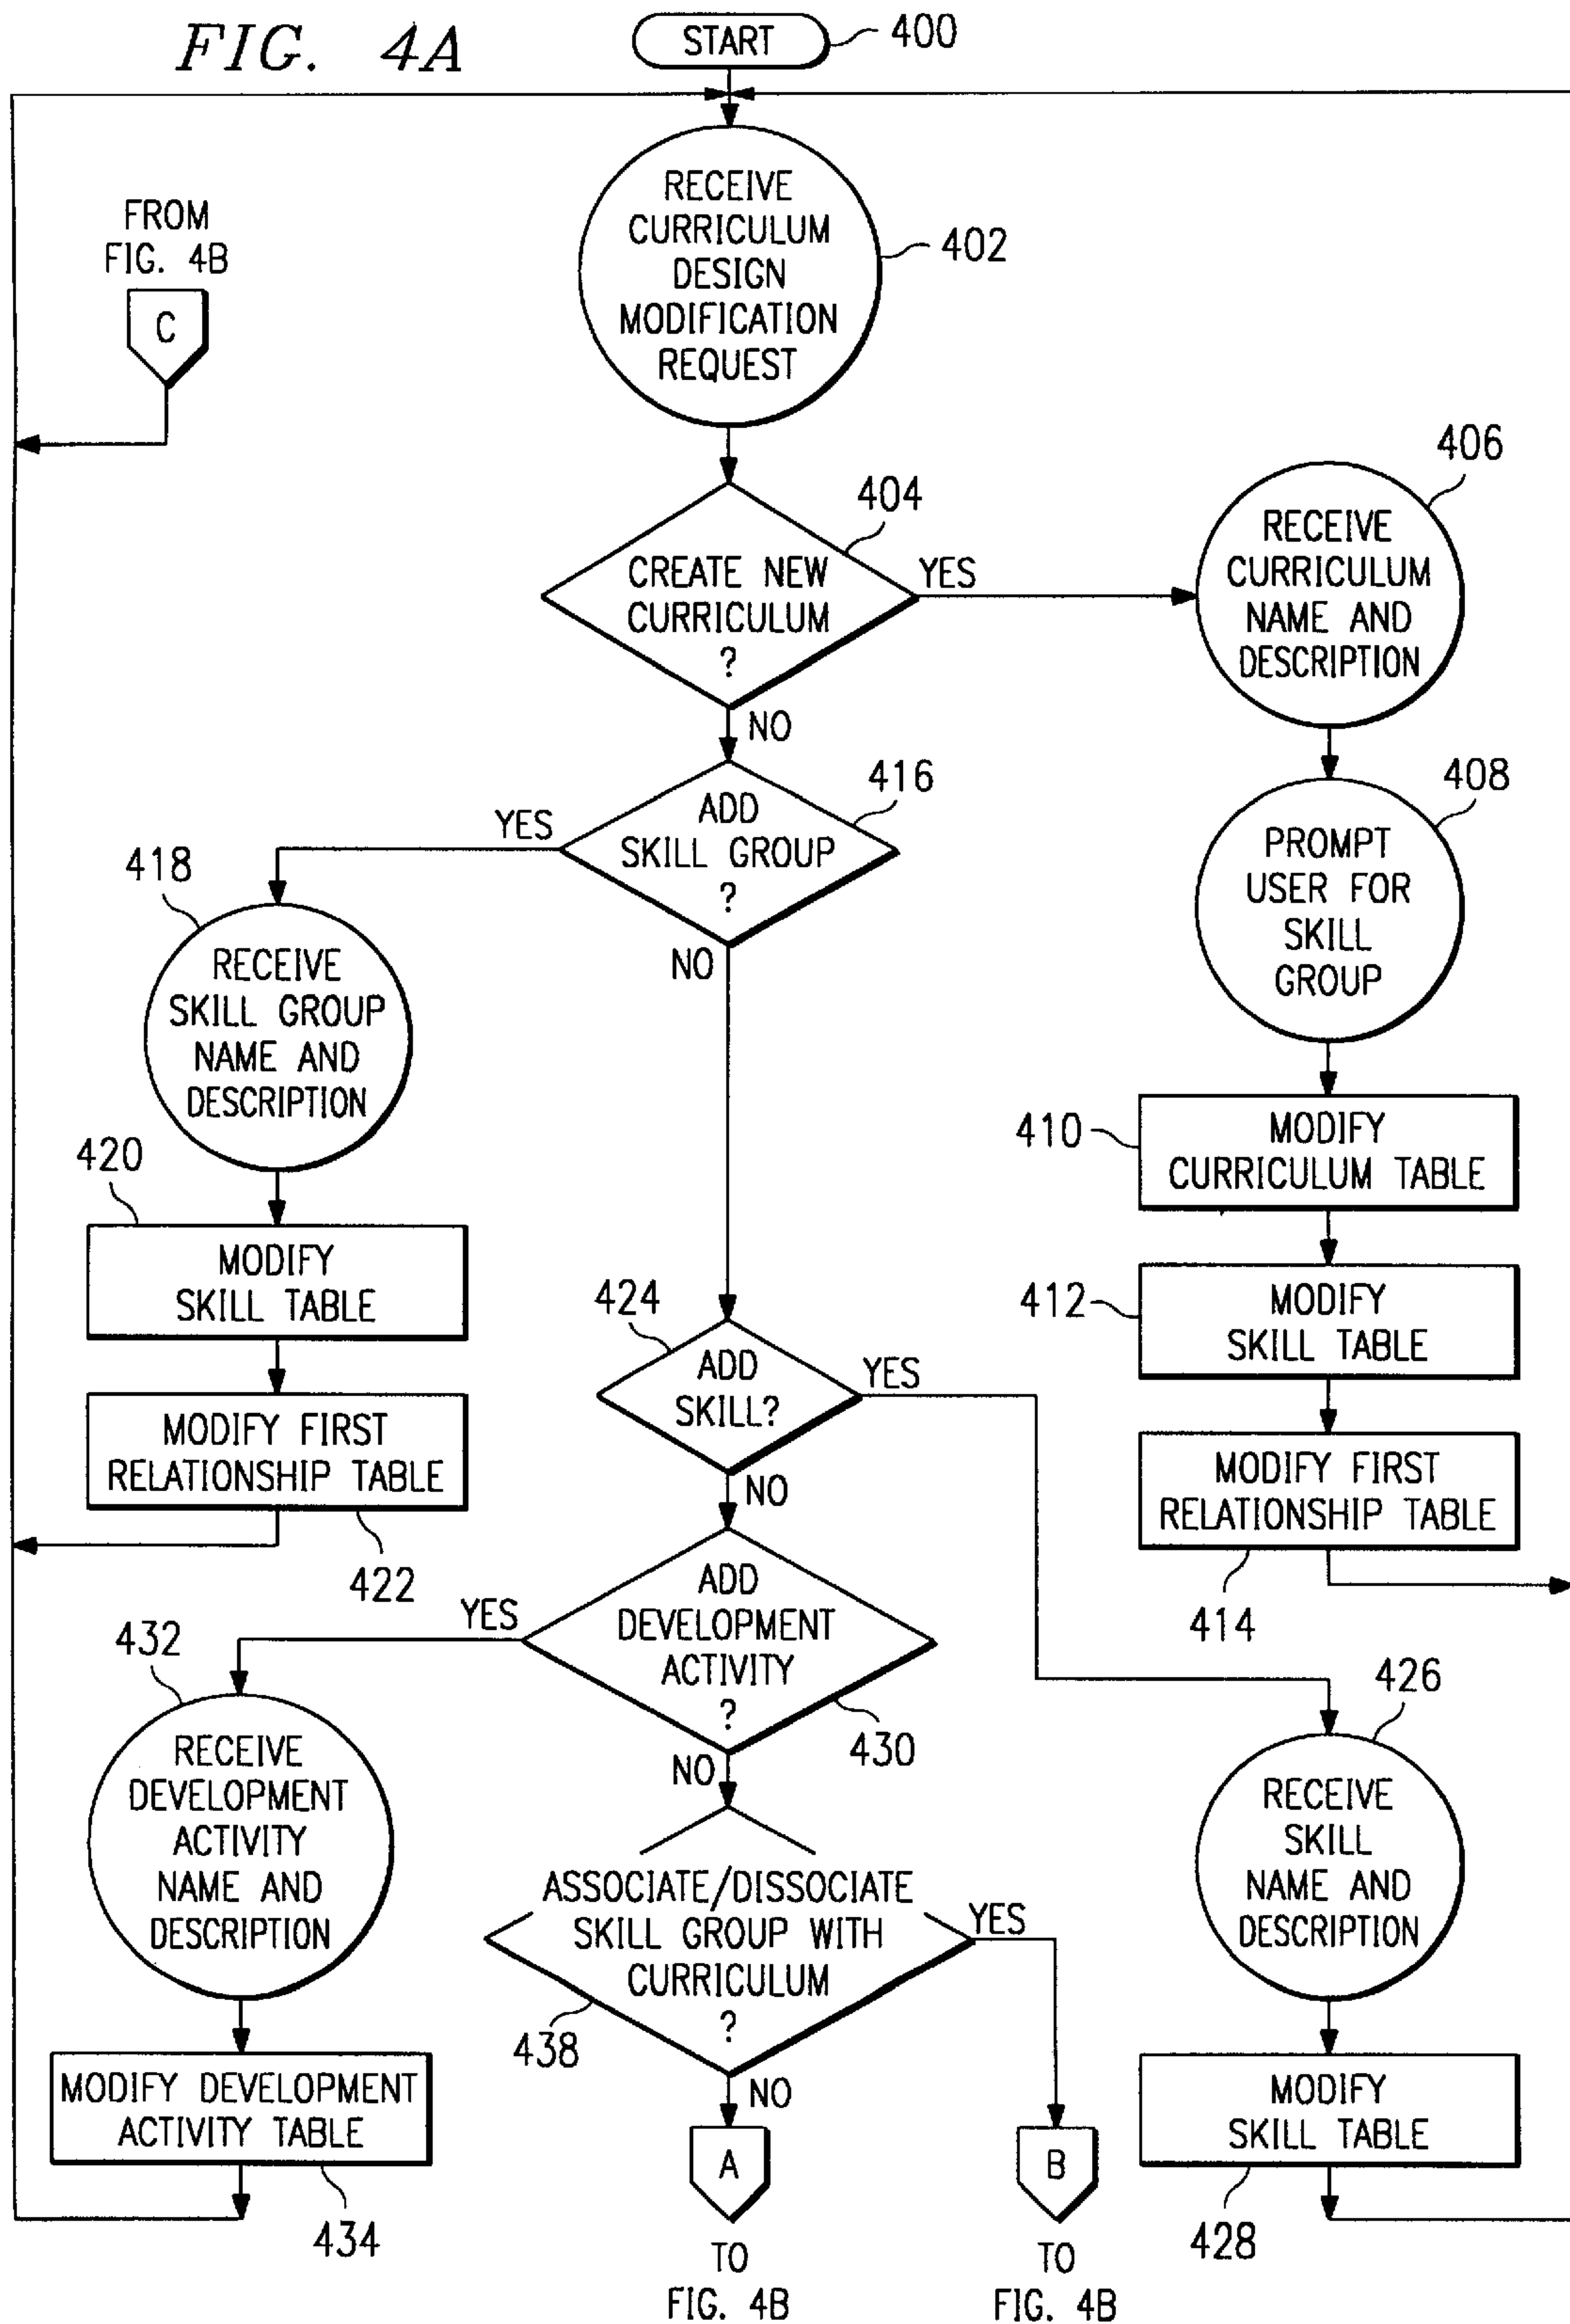 FIG. 4A
START
400
FROM
FIG. 4B
C
RECEIVE
CURRICULUM
DESIGN
MODIFICATION
REQUEST
402
404
CREATE NEW
CURRICULUM
?
YES
NO
406
RECEIVE
CURRICULUM
NAME AND
DESCRIPTION
416
ADD
SKILL GROUP
?
YES
NO
408
PROMPT
USER FOR
SKILL
GROUP
418
RECEIVE
SKILL GROUP
NAME AND
DESCRIPTION
410
MODIFY
CURRICULUM TABLE
420
MODIFY
SKILL TABLE
412
MODIFY
SKILL TABLE
424
ADD
SKILL?
YES
NO
MODIFY FIRST
RELATIONSHIP TABLE
422
MODIFY FIRST
RELATIONSHIP TABLE
414
ADD
DEVELOPMENT
ACTIVITY
?
YES
430
NO
432
RECEIVE
DEVELOPMENT
ACTIVITY
NAME AND
DESCRIPTION
426
RECEIVE
SKILL
NAME AND
DESCRIPTION
ASSOCIATE/DISSOCIATE
SKILL GROUP WITH
CURRICULUM
?
YES
438
NO
MODIFY DEVELOPMENT
ACTIVITY TABLE
434
MODIFY
SKILL TABLE
428
A
TO
FIG. 4B
B
TO
FIG. 4B